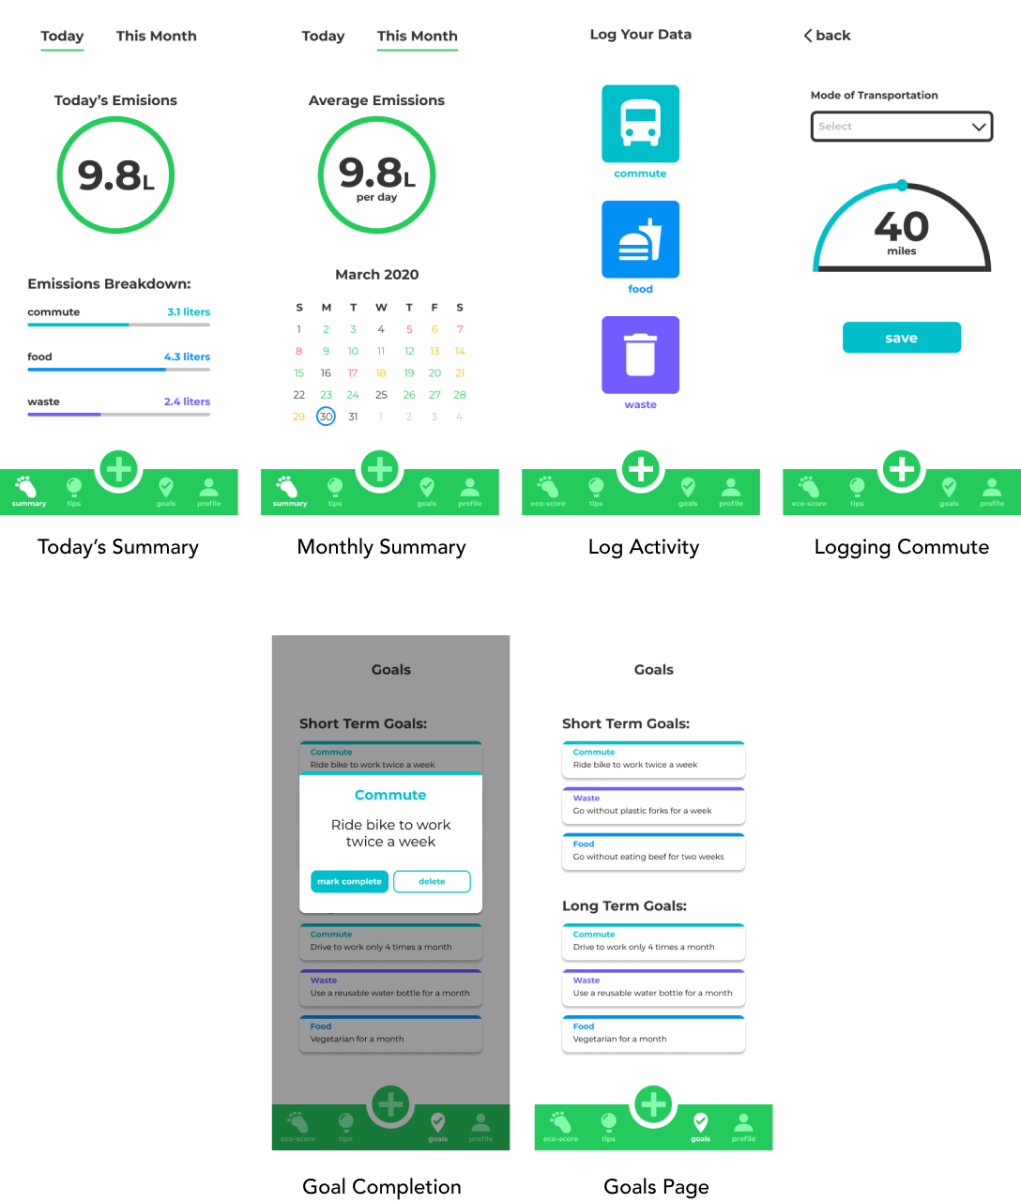 Today This Month
Today's Emisions
9.8L
Emissions Breakdown:
commute 3.1 liters
food 4.3 liters
waste 2.4 liters
summary tips goals profile
Today's Summary
Today This Month
Average Emissions
9.8L
per day
March 2020
S M T W T F S
1 2 3 4 5 6 7
8 9 10 11 12 13 14
15 16 17 18 19 20 21
22 23 24 25 26 27 28
29 30 31 1 2 3 4
summary tips goals profile
Monthly Summary
Log Your Data
commute
food
waste
eco-score tips goals profile
Log Activity
back
Mode of Transportation
Select
40
miles
save
eco-score tips goals profile
Logging Commute
Goals
Short Term Goals:
Commute
Ride bike to work twice a week
Commute
Ride bike to work
twice a week
mark complete delete
Commute
Drive to work only 4 times a month
Waste
Use a reusable water bottle for a month
Food
Vegetarian for a month
eco-score tips goals profile
Goal Completion
Goals
Short Term Goals:
Commute
Ride bike to work twice a week
Waste
Go without plastic forks for a week
Food
Go without eating beef for two weeks
Long Term Goals:
Commute
Drive to work only 4 times a month
Waste
Use a reusable water bottle for a month
Food
Vegetarian for a month
eco-score tips goals profile
Goals Page